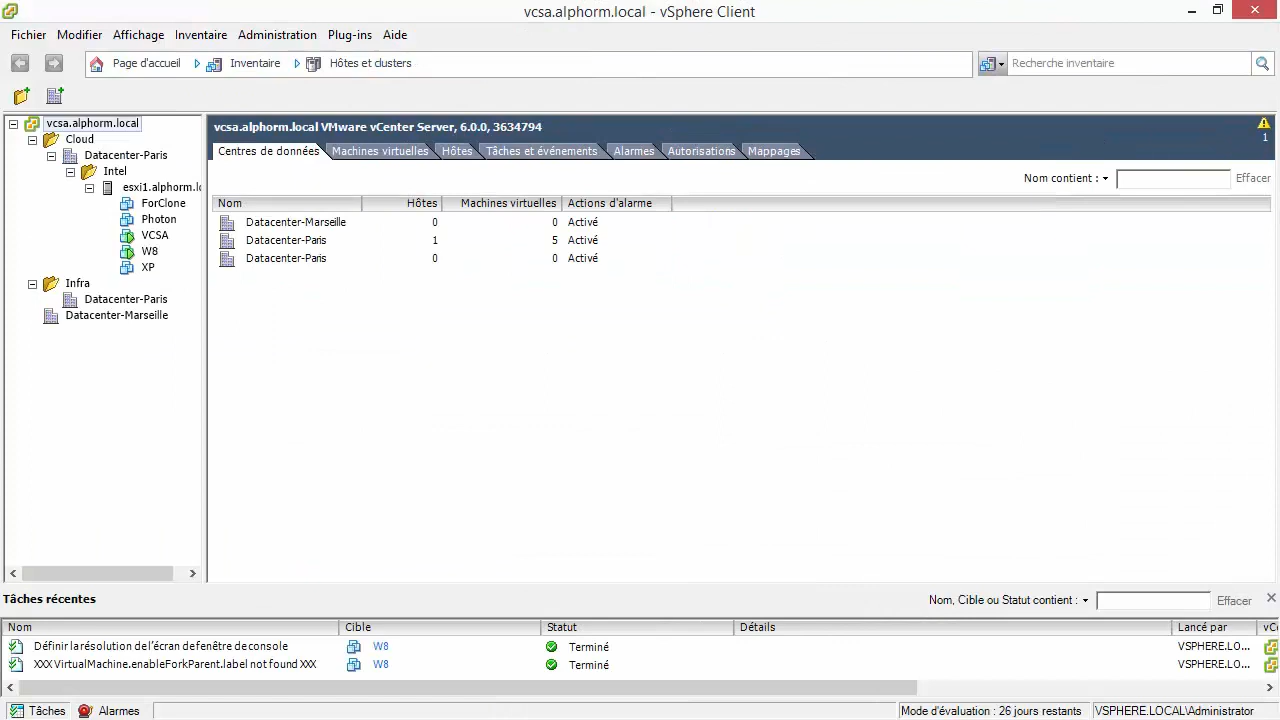 vcsa.alphorm.local - vSphere Client
Fichier Modifier Affichage Inventaire Administration Plug-ins Aide
Page d'accueil Inventaire Hôtes et clusters
Recherche inventaire
vcsa.alphorm.local
Cloud
Datacenter-Paris
Intel
esxi1.alphorm.lo
ForClone
Photon
VCSA
W8
XP
Infra
Datacenter-Paris
Datacenter-Marseille
vcsa.alphorm.local VMware vCenter Server, 6.0.0, 3634794
1
Centres de données Machines virtuelles Hôtes Tâches et événements Alarmes Autorisations Mappages
Nom contient : Effacer
Nom Hôtes Machines virtuelles Actions d'alarme
Datacenter-Marseille 0 0 Activé
Datacenter-Paris 1 5 Activé
Datacenter-Paris 0 0 Activé
Tâches récentes
Nom, Cible ou Statut contient : Effacer
Nom Cible Statut Détails Lancé par vCe
Définir la résolution de l'écran de fenêtre de console W8 Terminé VSPHERE.LO...
XXX VirtualMachine.enableForkParent.label not found XXX W8 Terminé VSPHERE.LO...
Tâches Alarmes
Mode d'évaluation : 26 jours restants VSPHERE.LOCAL\Administrator